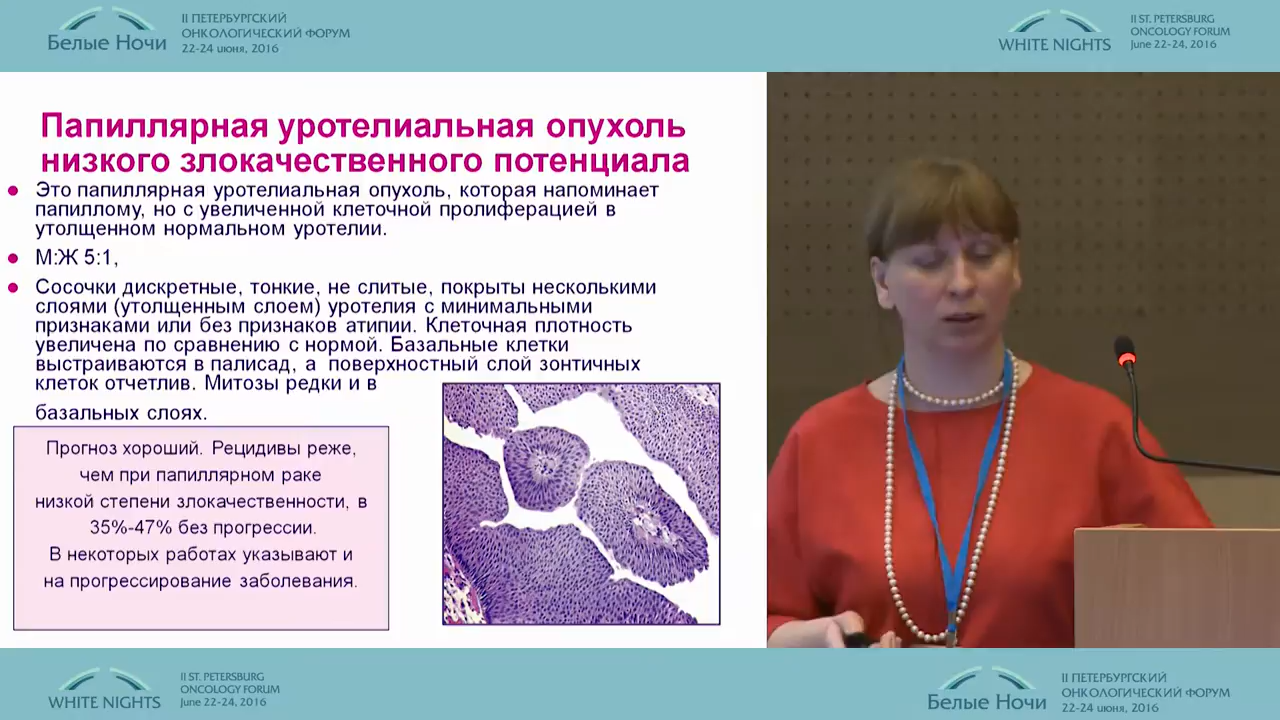 Белые Ночи
II ПЕТЕРБУРГСКИЙ
ОНКОЛОГИЧЕСКИЙ ФОРУМ
22-24 июня, 2016
WHITE NIGHTS
II ST. PETERSBURG
ONCOLOGY FORUM
June 22-24, 2016
Папиллярная уротелиальная опухоль
низкого злокачественного потенциала
Это папиллярная уротелиальная опухоль, которая напоминает
папиллому, но с увеличенной клеточной пролиферацией в
утолщенном нормальном уротелии.
М:Ж 5:1,
Сосочки дискретные, тонкие, не слитые, покрыты несколькими
слоями (утолщенным слоем) уротелия с минимальными
признаками или без признаков атипии. Клеточная плотность
увеличена по сравнению с нормой. Базальные клетки
выстраиваются в палисад, а поверхностный слой зонтичных
клеток отчетлив. Митозы редки и в
базальных слоях.
Прогноз хороший. Рецидивы реже,
чем при папиллярном раке
низкой степени злокачественности, в
35%-47% без прогрессии.
В некоторых работах указывают и
на прогрессирование заболевания.
WHITE NIGHTS
II ST. PETERSBURG
ONCOLOGY FORUM
June 22-24, 2016
Белые Ночи
II ПЕТЕРБУРГСКИЙ
ОНКОЛОГИЧЕСКИЙ ФОРУМ
22-24 июня, 2016